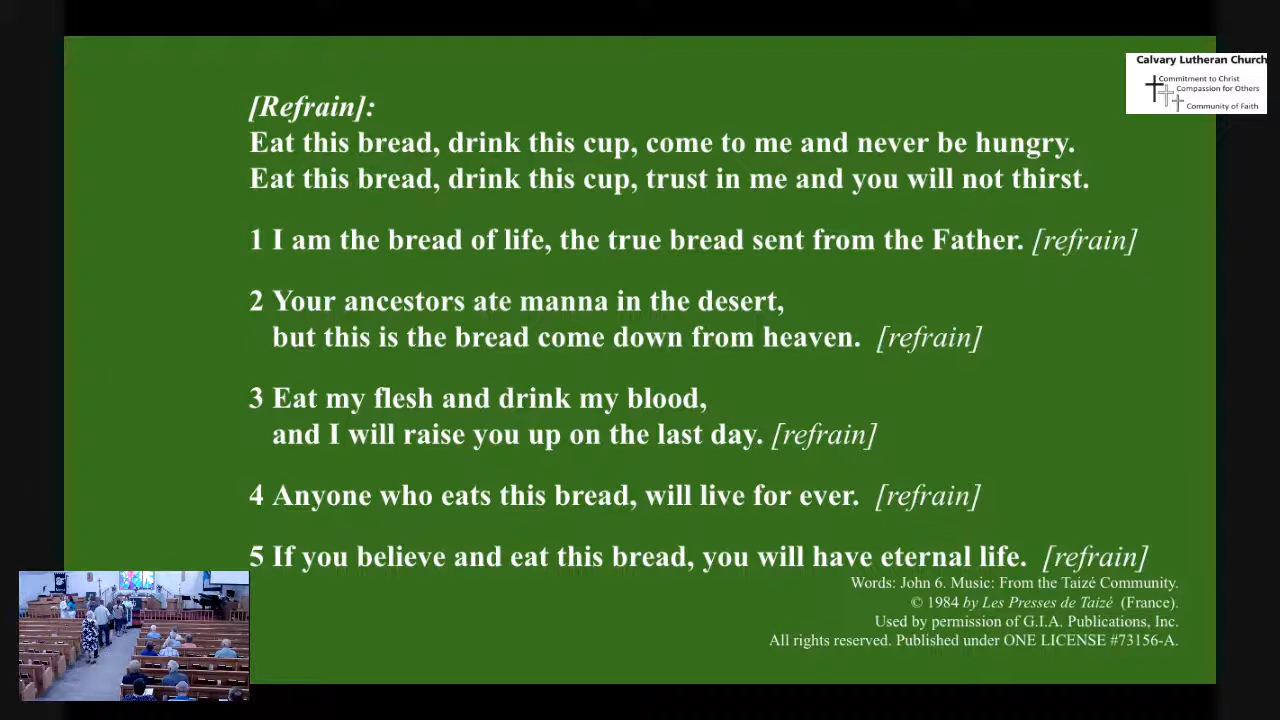 Calvary Lutheran Church
Commitment to Christ
Compassion for Others
Community of Faith
[Refrain]:
Eat this bread, drink this cup, come to me and never be hungry.
Eat this bread, drink this cup, trust in me and you will not thirst.
1 I am the bread of life, the true bread sent from the Father. [refrain]
2 Your ancestors ate manna in the desert,
but this is the bread come down from heaven. [refrain]
3 Eat my flesh and drink my blood,
and I will raise you up on the last day. [refrain]
4 Anyone who eats this bread, will live for ever. [refrain]
5 If you believe and eat this bread, you will have eternal life. [refrain]
Words: John 6. Music: From the Taizé Community.
© 1984 by Les Presses de Taizé (France).
Used by permission of G.I.A. Publications, Inc.
All rights reserved. Published under ONE LICENSE #73156-A.